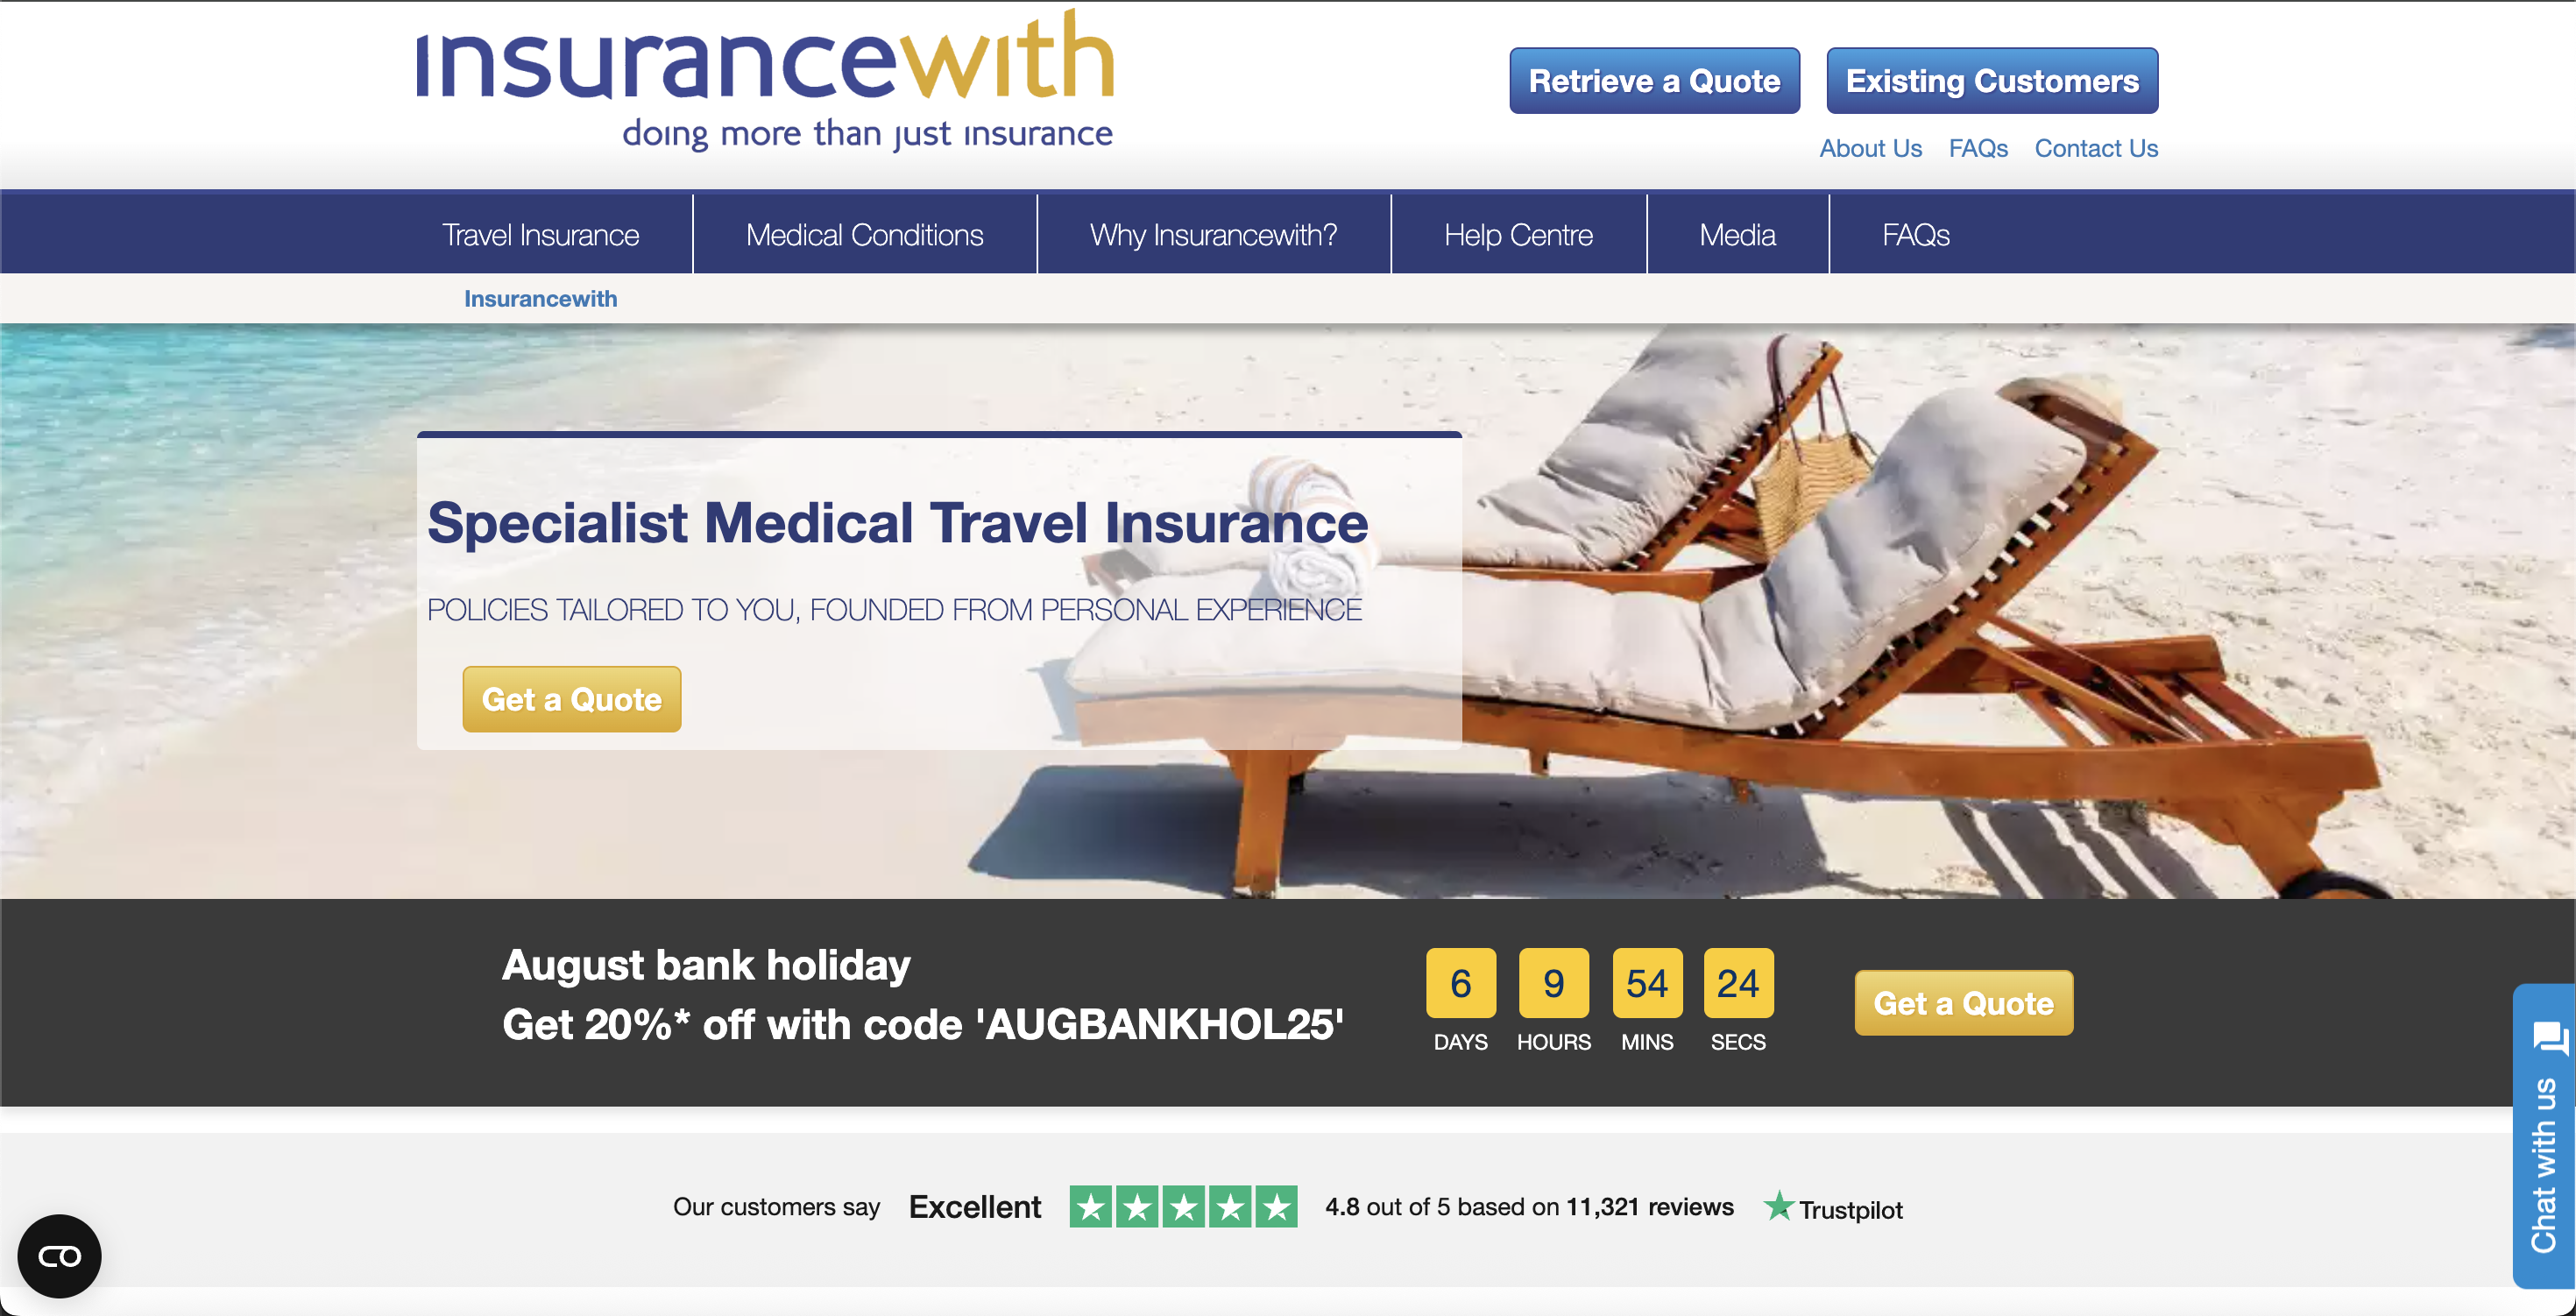 insurancewith
doing more than just insurance
Retrieve a Quote
Existing Customers
About Us FAQs Contact Us
Travel Insurance
Medical Conditions
Why Insurancewith?
Help Centre
Media
FAQs
Insurancewith
Specialist Medical Travel Insurance
POLICIES TAILORED TO YOU, FOUNDED FROM PERSONAL EXPERIENCE
Get a Quote
August bank holiday
Get 20%* off with code 'AUGBANKHOL25'
6 9 54 24
DAYS HOURS MINS SECS
Get a Quote
Chat with us
Our customers say Excellent 4.8 out of 5 based on 11,321 reviews Trustpilot